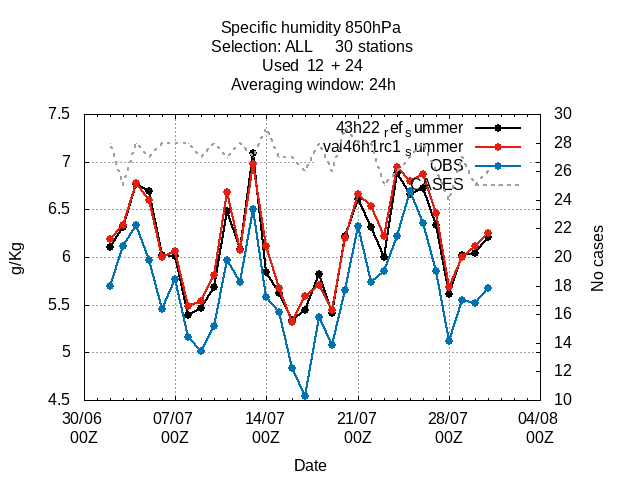 Specific humidity 850hPa
Selection: ALL 30 stations
Used 12 + 24
Averaging window: 24h
7.5
7
6.5
6
5.5
5
4.5
g/Kg
30
28
26
24
22
20
18
16
14
12
10
No cases
43h22 ref summer
OBS
CASES
30/06 07/07 14/07 21/07 28/07 04/08
00Z 00Z 00Z 00Z 00Z 00Z
Date